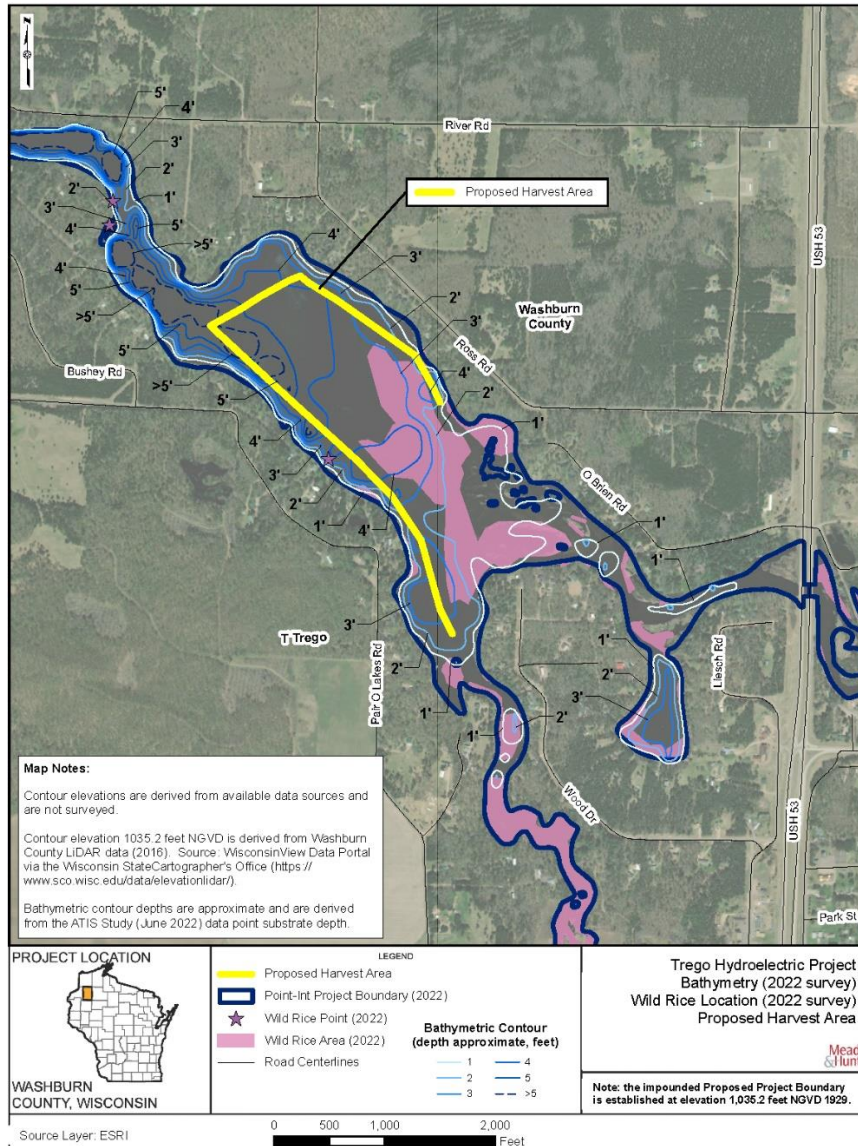 N
5'
4'
3'
2'
River Rd
2'
1'
3'
5'
4'
Proposed Harvest Area
>5'
4'
4'
3'
5'
2'
>5'
Washburn
County
3'
5'
Ross Rd
USH 53
Bushey Rd
4'
>5'
2'
5'
4'
1'
3'
2'
O Brien Rd
1'
4'
1'
1'
3'
T Trego
1'
Pair O Lakes Rd
2'
2'
Liesch Rd
3'
1'
1'
2'
Wood Dr
USH 53
Park St
Map Notes:
Contour elevations are derived from available data sources and
are not surveyed.
Contour elevation 1035.2 feet NGVD is derived from Washburn
County LiDAR data (2016). Source: WisconsinView Data Portal
via the Wisconsin StateCartographer's Office (https://
www.sco.wisc.edu/data/elevationlidar/).
Bathymetric contour depths are approximate and are derived
from the ATIS Study (June 2022) data point substrate depth.
PROJECT LOCATION
WASHBURN
COUNTY, WISCONSIN
LEGEND
Proposed Harvest Area
Point-Int Project Boundary (2022)
Wild Rice Point (2022)
Wild Rice Area (2022)
Road Centerlines
Bathymetric Contour
(depth approximate, feet)
1 4
2 5
3 >5
Trego Hydroelectric Project
Bathymetry (2022 survey)
Wild Rice Location (2022 survey)
Proposed Harvest Area
Mead
&Hunt
Note: the impounded Proposed Project Boundary
is established at elevation 1,035.2 feet NGVD 1929.
Source Layer: ESRI
0 500 1,000 2,000
Feet